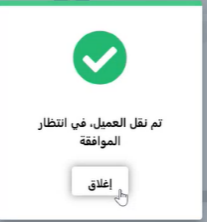 تم نقل العميل، في انتظار
الموافقة
إغلاق